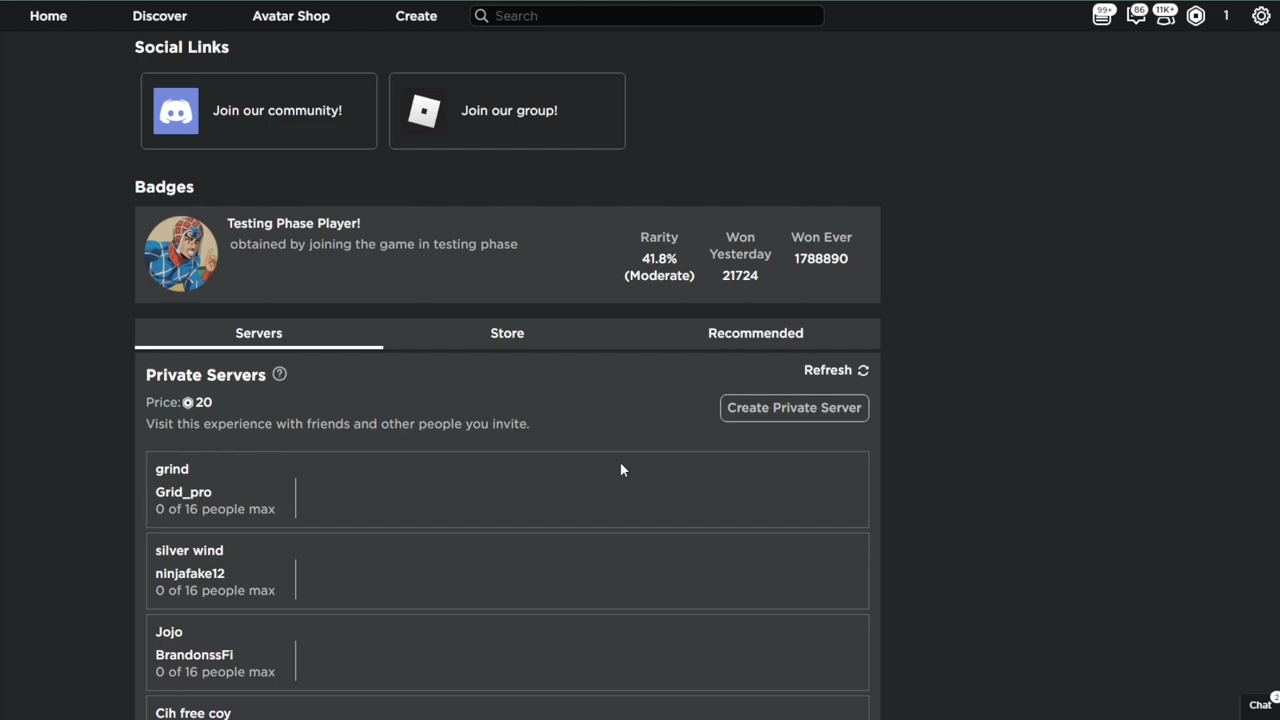 Home Discover Avatar Shop Create Search 99+ 86 11K+ 1
Social Links
Join our community! Join our group!
Badges
Testing Phase Player!
obtained by joining the game in testing phase
Rarity Won Yesterday Won Ever
41.8% (Moderate) 21724 1788890
Servers Store Recommended
Private Servers ? Refresh
Price: 20 Create Private Server
Visit this experience with friends and other people you invite.
grind
Grid_pro
0 of 16 people max
silver wind
ninjafake12
0 of 16 people max
Jojo
BrandonssFi
0 of 16 people max
Cih free coy
Chat 2